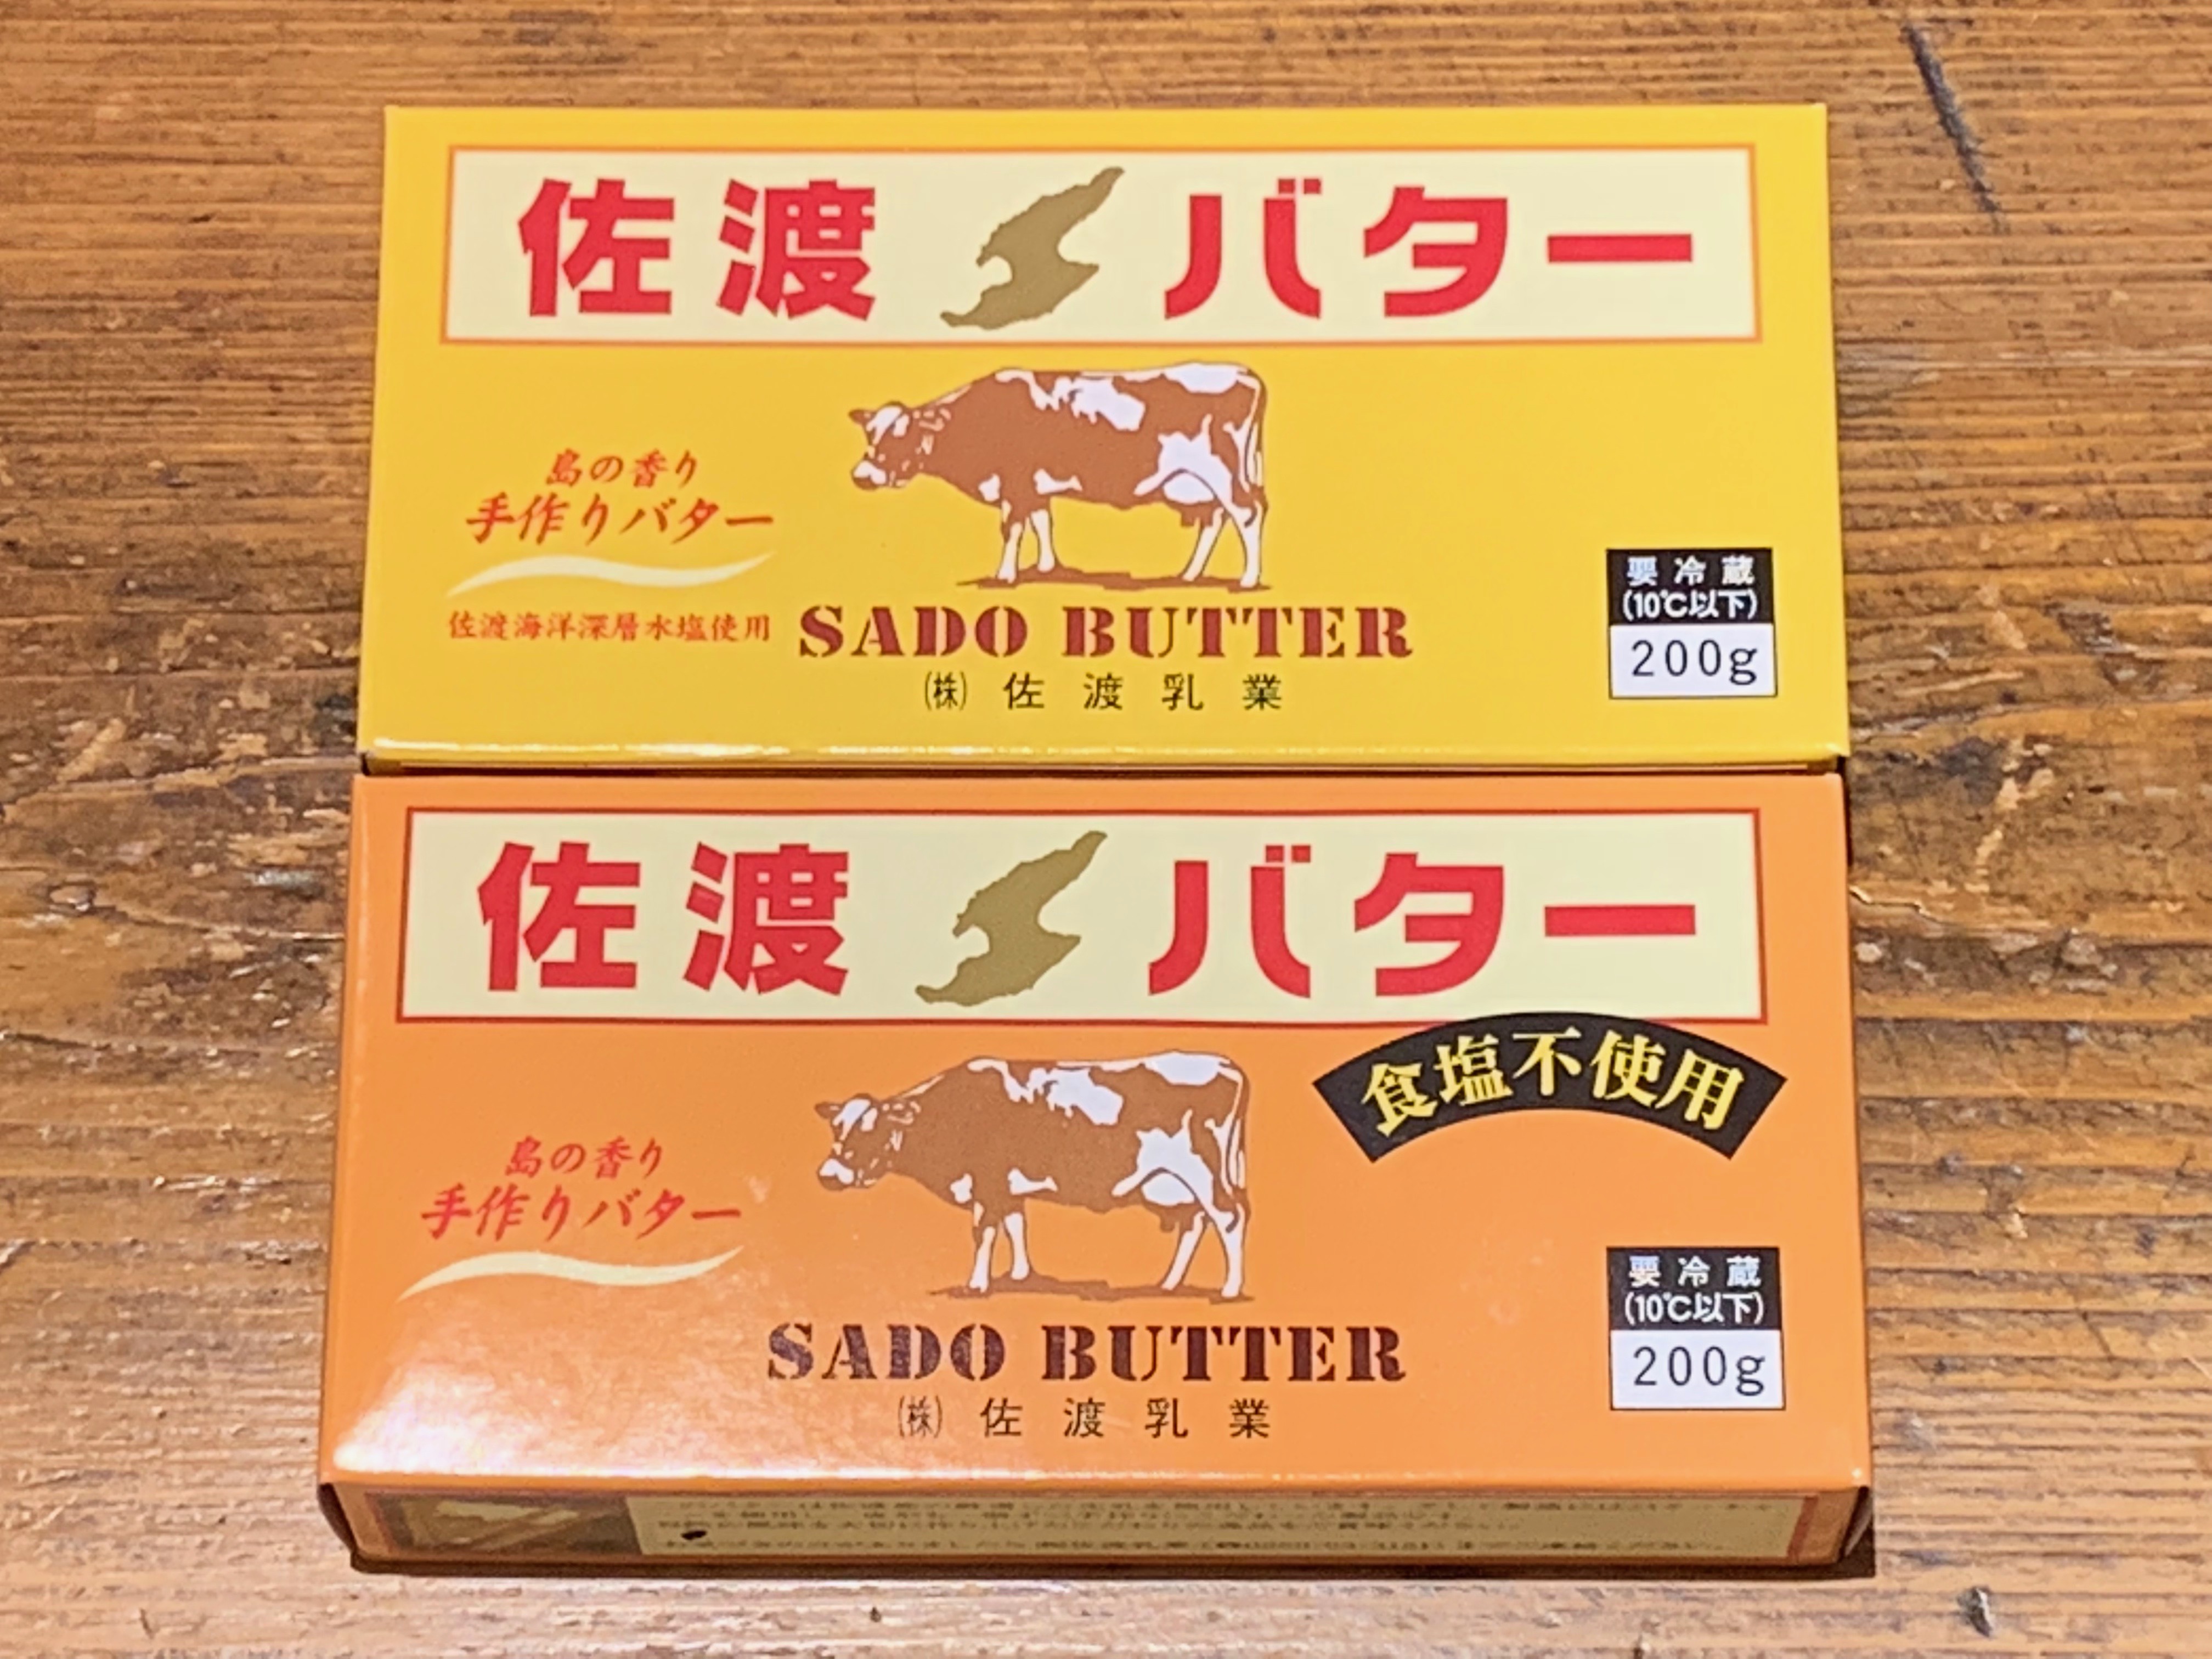 佐渡バター
島の香り
手作りバター
佐渡海洋深層水塩使用
SADO BUTTER
(株)佐渡乳業
要冷蔵
(10℃以下)
200g
佐渡バター
食塩不使用
島の香り
手作りバター
SADO BUTTER
(株)佐渡乳業
要冷蔵
(10℃以下)
200g